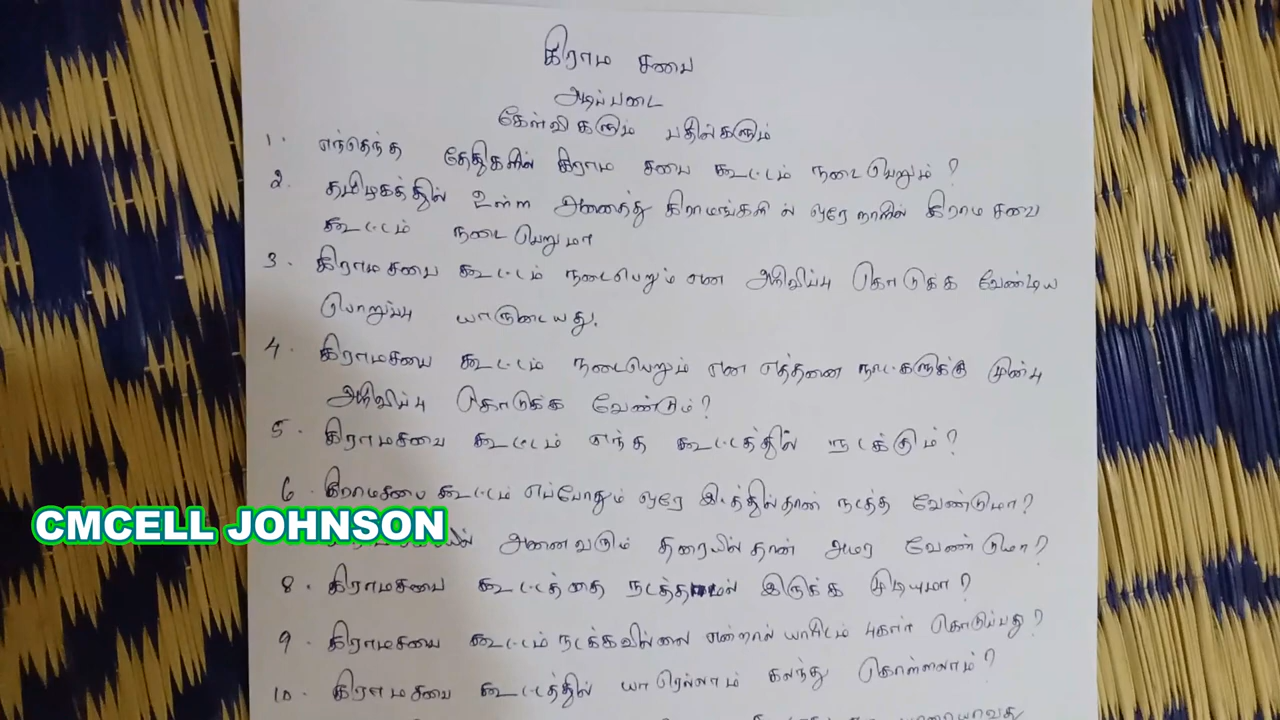 கிராம சபை
அடிப்படை
கேள்விகளும் பதில்களும்
1. எந்தெந்த தேதிகளில் கிராம சபை கூட்டம் நடைபெறும் ?
2. தமிழகத்தில் உள்ள அனைத்து கிராமங்களில் ஒரே நாளில் கிராம சபை
கூட்டம் நடைபெறுமா
3. கிராமசபை கூட்டம் நடைபெறும் என அறிவிப்பு கொடுக்க வேண்டிய
பொறுப்பு யாருடையது.
4. கிராமசபை கூட்டம் நடைபெறும் என எத்தனை நாட்களுக்கு முன்பு
அறிவிப்பு கொடுக்க வேண்டும் ?
5. கிராமசபை கூட்டம் எந்த கூட்டத்தில் நடக்கும் ?
6. கிராமசபை கூட்டம் எப்போதும் ஒரே இடத்தில்தான் நடத்த வேண்டுமா ?
CMCELL JOHNSON
அனைவரும் தரையில்தான் அமர வேண்டுமா ?
8. கிராமசபை கூட்டத்தை நடத்தாமல் இருக்க முடியுமா ?
9. கிராமசபை கூட்டம் நடக்கவில்லை என்றால் யாரிடம் புகார் கொடுப்பது ?
10. கிராமசபை கூட்டத்தில் யாரெல்லாம் கலந்து கொள்ளலாம் ?